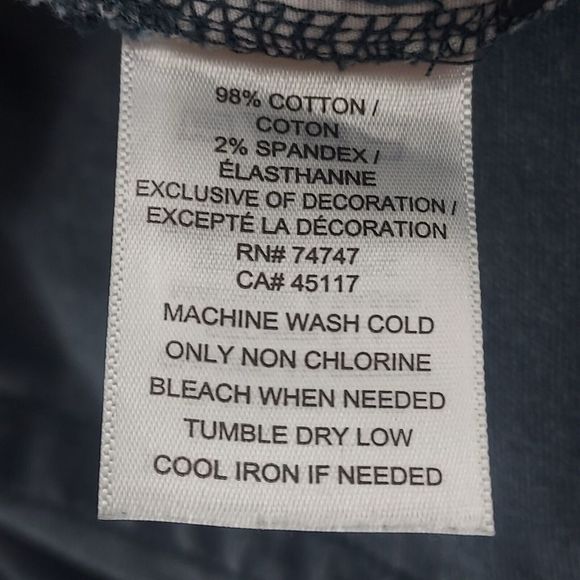 98% COTTON /
COTON
2% SPANDEX /
ÉLASTHANNE
EXCLUSIVE OF DECORATION /
EXCEPTÉ LA DÉCORATION
RN# 74747
CA# 45117
MACHINE WASH COLD
ONLY NON CHLORINE
BLEACH WHEN NEEDED
TUMBLE DRY LOW
COOL IRON IF NEEDED